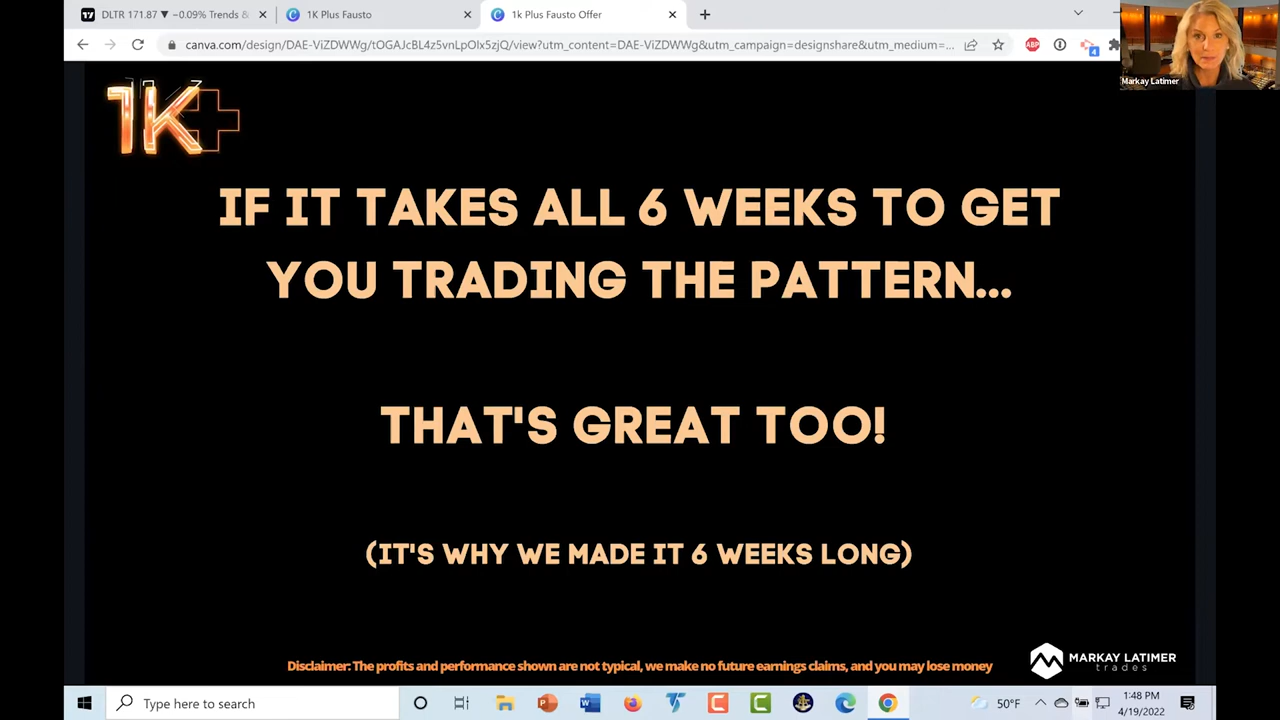 DLTR 171.87 ▼ −0.09% Trends &
1K Plus Fausto
1k Plus Fausto Offer
canva.com/design/DAE-ViZDWWg/tOGAJcBL4z5vnLpOlx5zjQ/view?utm_content=DAE-ViZDWWg&utm_campaign=designshare&utm_medium=...
ABP
4
Markay Latimer
1K+
IF IT TAKES ALL 6 WEEKS TO GET
YOU TRADING THE PATTERN...
THAT'S GREAT TOO!
(IT'S WHY WE MADE IT 6 WEEKS LONG)
Disclaimer: The profits and performance shown are not typical, we make no future earnings claims, and you may lose money
MARKAY LATIMER
trades
Type here to search
50°F
1:48 PM
4/19/2022